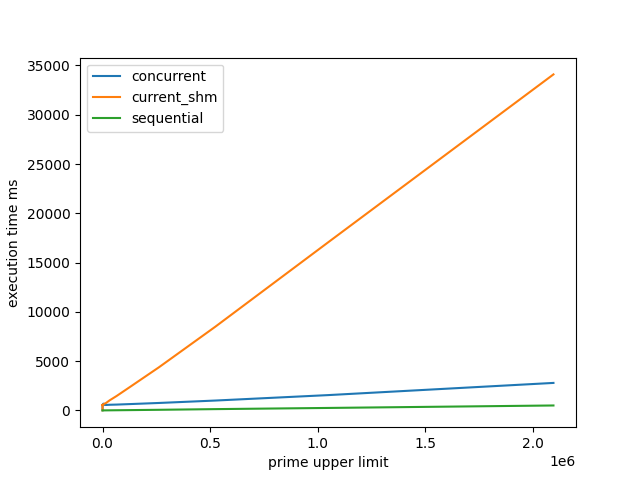 35000
30000
25000
20000
15000
10000
5000
0
execution time ms
concurrent
current_shm
sequential
0.0
0.5
1.0
1.5
2.0
1e6
prime upper limit